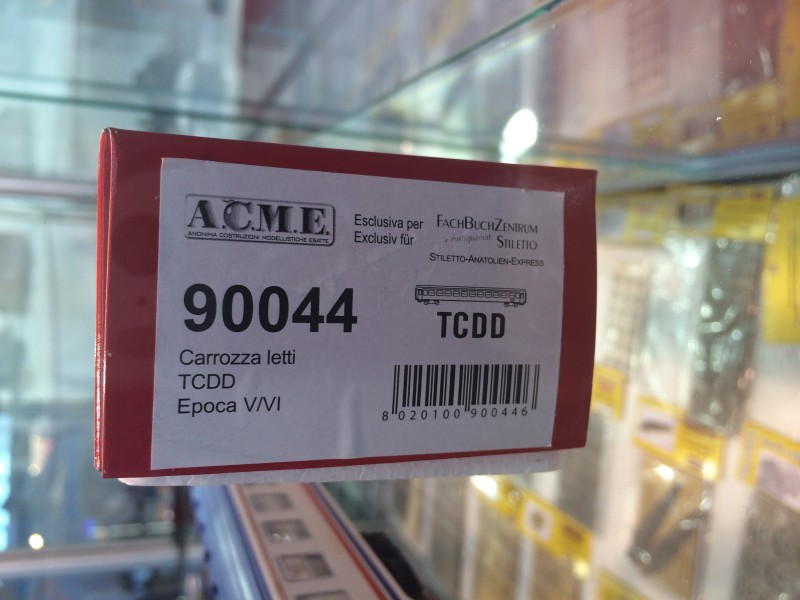 A.C.M.E.
ANONIMA COSTRUZIONI MODELLISTICHE ESATTE
Esclusiva per
Exclusiv für
FACHBUCHZENTRUM
& Antiquariat STILETTO
STILETTO-ANATOLIEN-EXPRESS
90044
TCDD
Carrozza letti
TCDD
Epoca V/VI
8 020100 900446